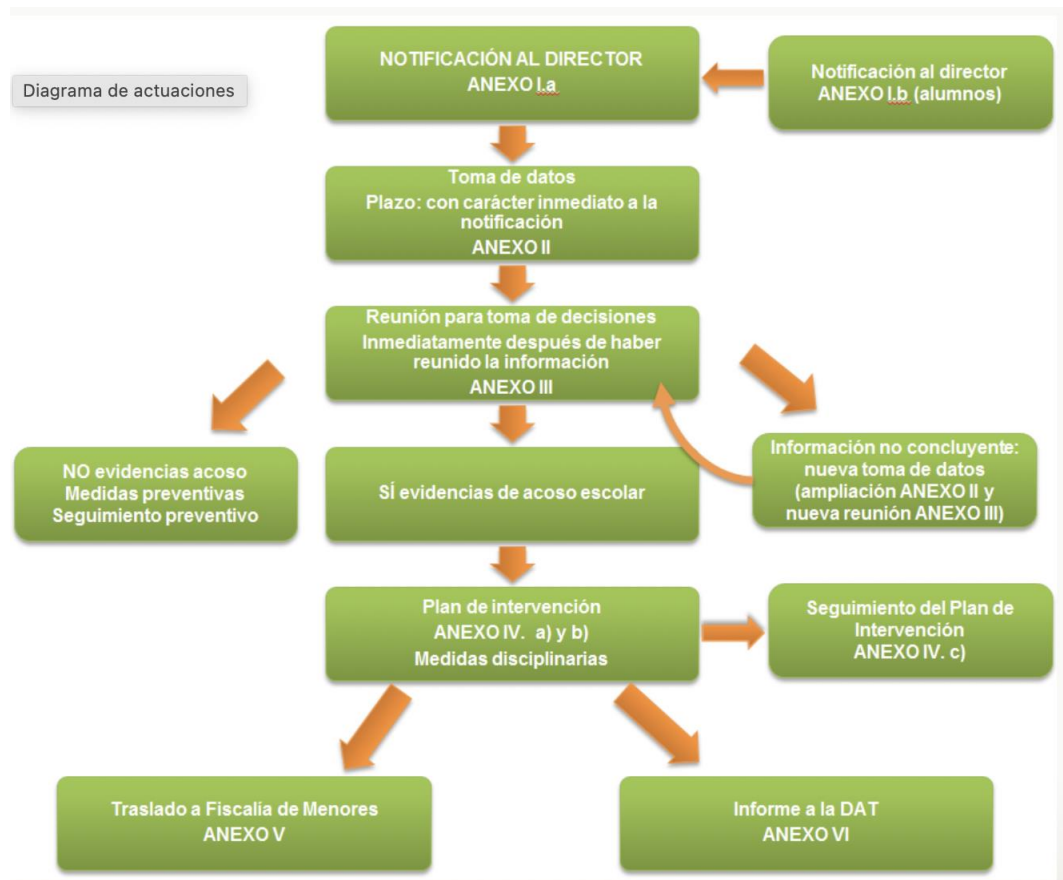 NOTIFICACIÓN AL DIRECTOR
ANEXO I.a
Notificación al director
ANEXO I.b (alumnos)
Diagrama de actuaciones
Toma de datos
Plazo: con carácter inmediato a la
notificación
ANEXO II
Reunión para toma de decisiones
Inmediatamente después de haber
reunido la información
ANEXO III
NO evidencias acoso
Medidas preventivas
Seguimiento preventivo
SÍ evidencias de acoso escolar
Información no concluyente:
nueva toma de datos
(ampliación ANEXO II y
nueva reunión ANEXO III)
Plan de intervención
ANEXO IV. a) y b)
Medidas disciplinarias
Seguimiento del Plan de
Intervención
ANEXO IV. c)
Traslado a Fiscalía de Menores
ANEXO V
Informe a la DAT
ANEXO VI